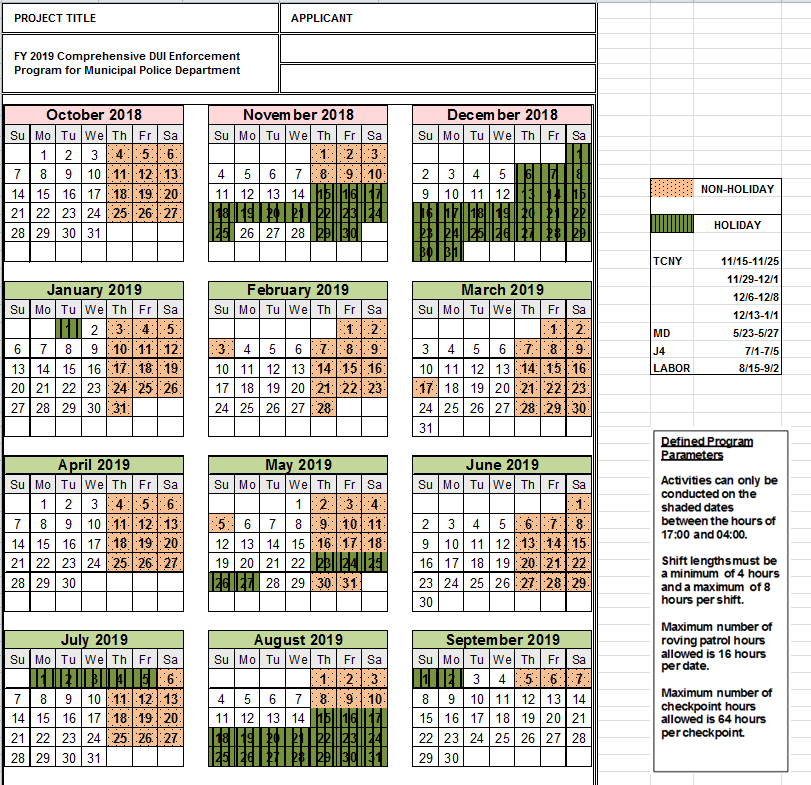 PROJECT TITLE
APPLICANT
FY 2019 Comprehensive DUI Enforcement
Program for Municipal Police Department
October 2018
Su Mo Tu We Th Fr Sa
1 2 3 4 5 6
7 8 9 10 11 12 13
14 15 16 17 18 19 20
21 22 23 24 25 26 27
28 29 30 31
November 2018
Su Mo Tu We Th Fr Sa
1 2 3
4 5 6 7 8 9 10
11 12 13 14 15 16 17
18 19 20 21 22 23 24
25 26 27 28 29 30
December 2018
Su Mo Tu We Th Fr Sa
1
2 3 4 5 6 7 8
9 10 11 12 13 14 15
16 17 18 19 20 21 22
23 24 25 26 27 28 29
30 31
January 2019
Su Mo Tu We Th Fr Sa
1 2 3 4 5
6 7 8 9 10 11 12
13 14 15 16 17 18 19
20 21 22 23 24 25 26
27 28 29 30 31
February 2019
Su Mo Tu We Th Fr Sa
1 2
3 4 5 6 7 8 9
10 11 12 13 14 15 16
17 18 19 20 21 22 23
24 25 26 27 28
March 2019
Su Mo Tu We Th Fr Sa
1 2
3 4 5 6 7 8 9
10 11 12 13 14 15 16
17 18 19 20 21 22 23
24 25 26 27 28 29 30
31
April 2019
Su Mo Tu We Th Fr Sa
1 2 3 4 5 6
7 8 9 10 11 12 13
14 15 16 17 18 19 20
21 22 23 24 25 26 27
28 29 30
May 2019
Su Mo Tu We Th Fr Sa
1 2 3 4
5 6 7 8 9 10 11
12 13 14 15 16 17 18
19 20 21 22 23 24 25
26 27 28 29 30 31
June 2019
Su Mo Tu We Th Fr Sa
1
2 3 4 5 6 7 8
9 10 11 12 13 14 15
16 17 18 19 20 21 22
23 24 25 26 27 28 29
30
July 2019
Su Mo Tu We Th Fr Sa
1 2 3 4 5 6
7 8 9 10 11 12 13
14 15 16 17 18 19 20
21 22 23 24 25 26 27
28 29 30 31
August 2019
Su Mo Tu We Th Fr Sa
1 2 3
4 5 6 7 8 9 10
11 12 13 14 15 16 17
18 19 20 21 22 23 24
25 26 27 28 29 30 31
September 2019
Su Mo Tu We Th Fr Sa
1 2 3 4 5 6 7
8 9 10 11 12 13 14
15 16 17 18 19 20 21
22 23 24 25 26 27 28
29 30
NON-HOLIDAY
HOLIDAY
TCNY 11/15-11/25
11/29-12/1
12/6-12/8
12/13-1/1
MD 5/23-5/27
J4 7/1-7/5
LABOR 8/15-9/2
Defined Program
Parameters
Activities can only be
conducted on the
shaded dates
between the hours of
17:00 and 04:00.
Shift lengths must be
a minimum of 4 hours
and a maximum of 8
hours per shift.
Maximum number of
roving patrol hours
allowed is 16 hours
per date.
Maximum number of
checkpoint hours
allowed is 64 hours
per checkpoint.